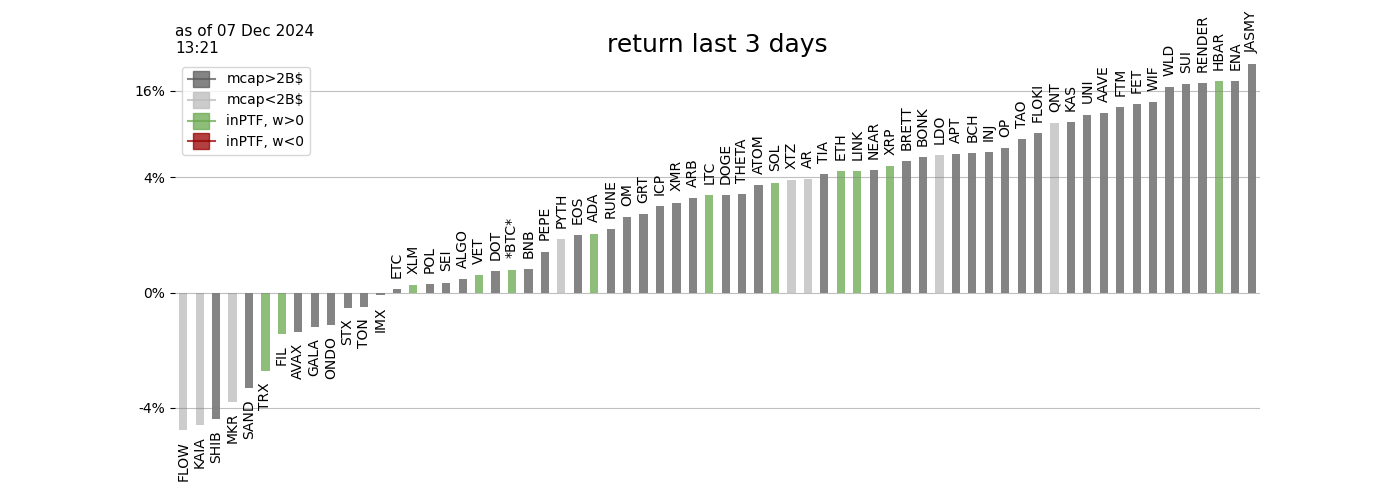 as of 07 Dec 2024
13:21
return last 3 days
mcap>2B$
mcap<2B$
inPTF, w>0
inPTF, w<0
16%
4%
0%
-4%
FLOW
KAIA
SHIB
MKR
SAND
TRX
FIL
AVAX
GALA
ONDO
STX
TON
IMX
ETC
XLM
POL
SEI
ALGO
VET
DOT
*BTC*
BNB
PEPE
PYTH
EOS
ADA
RUNE
OM
GRT
ICP
XMR
ARB
LTC
DOGE
THETA
ATOM
SOL
XTZ
AR
TIA
ETH
LINK
NEAR
XRP
BRETT
BONK
LDO
APT
BCH
INJ
OP
TAO
FLOKI
QNT
KAS
UNI
AAVE
FTM
FET
WIF
WLD
SUI
RENDER
HBAR
ENA
JASMY